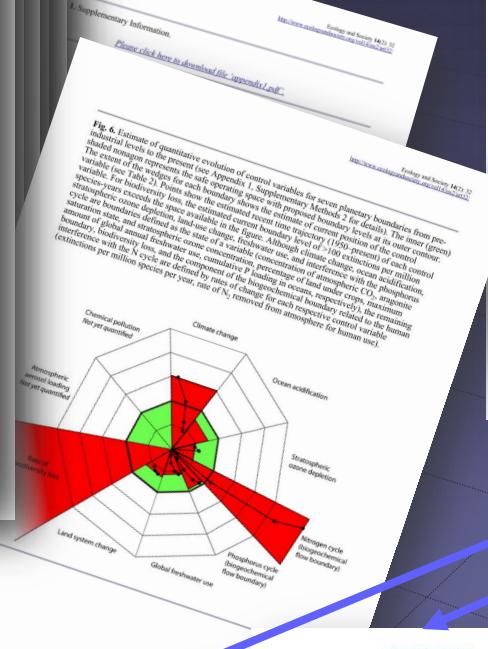 1. Supplementary Information.
Ecology and Society 14(2): 32
http://www.ecologyandsociety.org/vol14/iss2/art32/
Please click here to download file 'appendix1.pdf'.
Ecology and Society 14(2): 32
http://www.ecologyandsociety.org/vol14/iss2/art32/
Fig. 6. Estimate of quantitative evolution of control variables for seven planetary boundaries from pre-
industrial levels to the present (see Appendix 1, Supplementary Methods 2 for details). The inner (green)
shaded nonagon represents the safe operating space with proposed boundary levels at its outer contour.
The extent of the wedges for each boundary shows the estimate of current position of the control
variable (see Table 2). Points show the estimated recent time trajectory (1950–present) of each control
variable. For biodiversity loss, the estimated current boundary level of >100 extinctions per million
species-years exceeds the space available in the figure. Although climate change, ocean acidification,
stratospheric ozone depletion, land-use change, freshwater use, and interference with the phosphorus
cycle are boundaries defined as the state of a variable (concentration of atmospheric CO₂, aragonite
saturation state, and stratospheric ozone concentration, percentage of land under crops, maximum
amount of global annual freshwater use, cumulative P loading in oceans, respectively), the remaining
boundary, biodiversity loss, and the component of the biogeochemical boundary related to the human
interference with the N cycle are defined by rates of change for each respective control variable
(extinctions per million species per year, rate of N₂ removed from atmosphere for human use).
Chemical pollution
Not yet quantified
Climate change
Ocean acidification
Atmospheric
aerosol loading
Not yet quantified
Stratospheric
ozone depletion
Rate of
biodiversity loss
Nitrogen cycle
(biogeochemical
flow boundary)
Land system change
Phosphorus cycle
(biogeochemical
flow boundary)
Global freshwater use